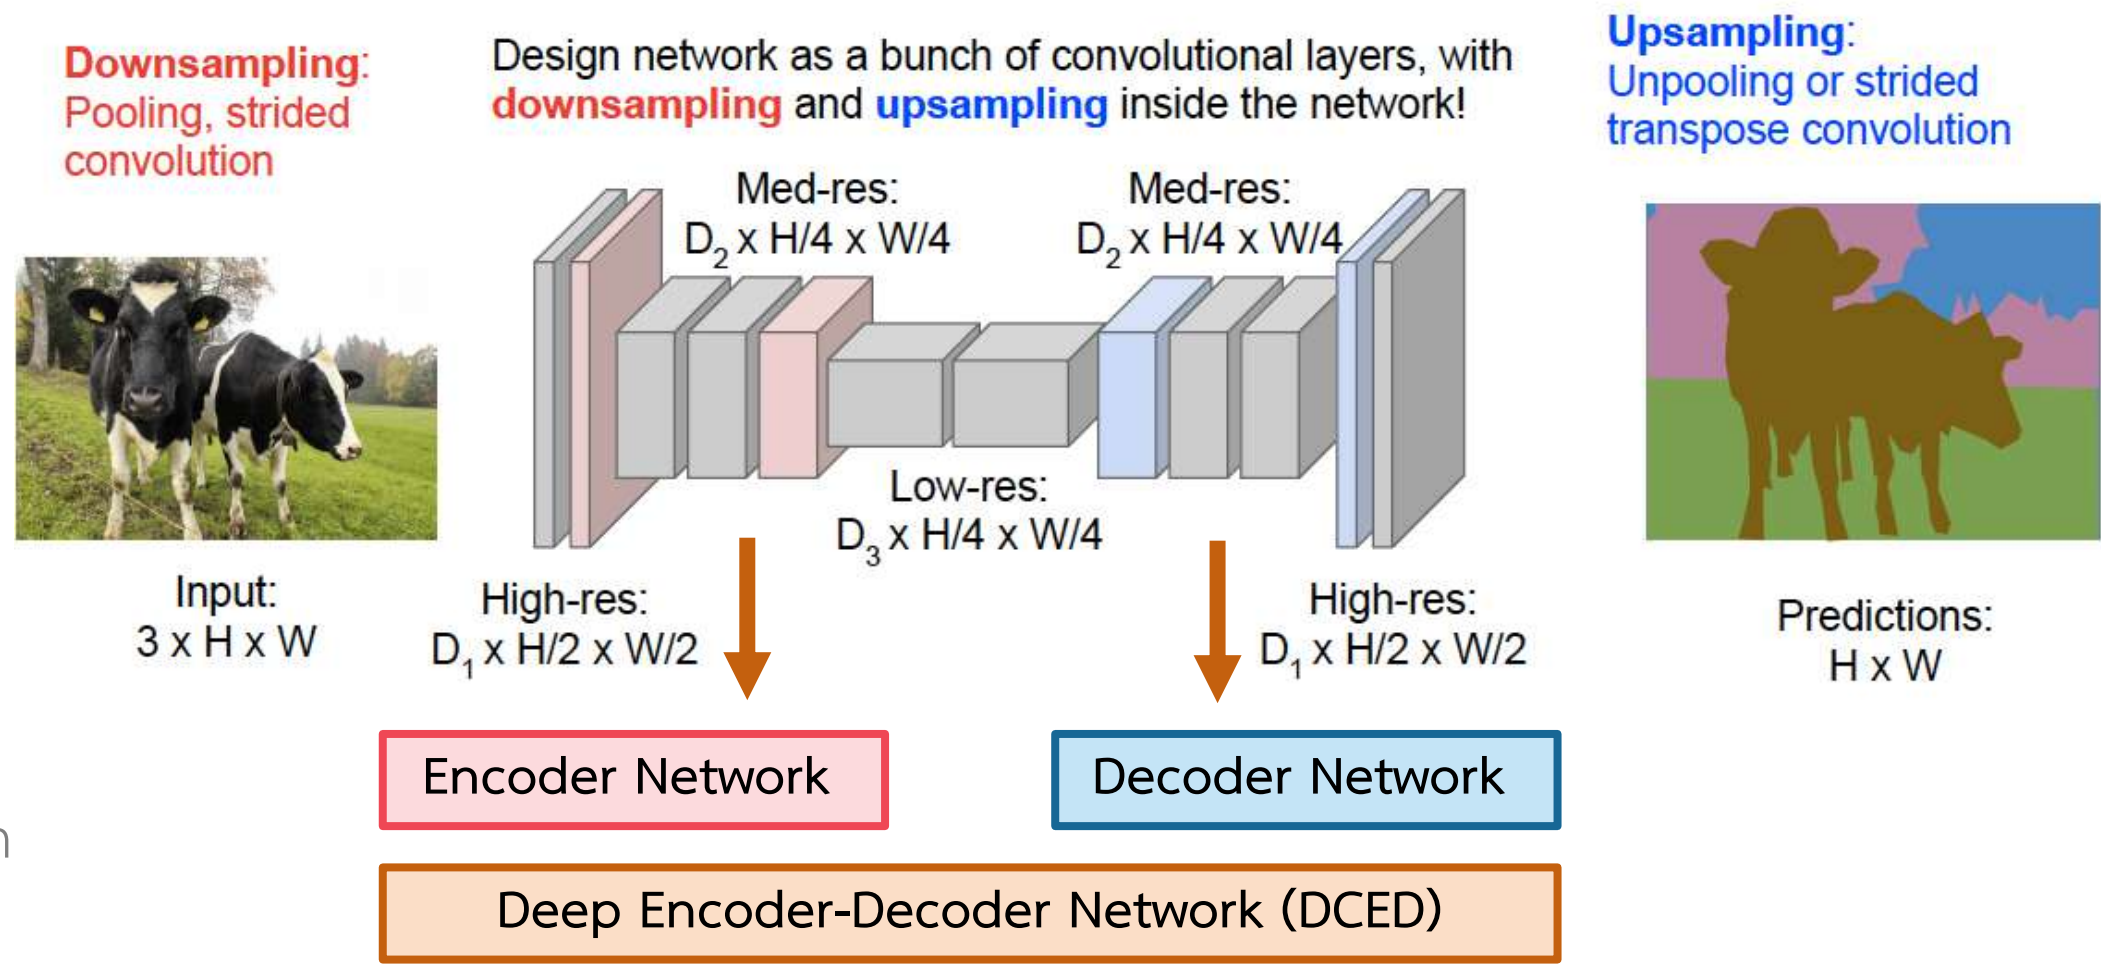 Downsampling:
Pooling, strided
convolution
Design network as a bunch of convolutional layers, with
downsampling and upsampling inside the network!
Upsampling:
Unpooling or strided
transpose convolution
Med-res:
D₂ x H/4 x W/4
Med-res:
D₂ x H/4 x W/4
Low-res:
D₃ x H/4 x W/4
Input:
3 x H x W
High-res:
D₁ x H/2 x W/2
High-res:
D₁ x H/2 x W/2
Predictions:
H x W
Encoder Network
Decoder Network
Deep Encoder-Decoder Network (DCED)